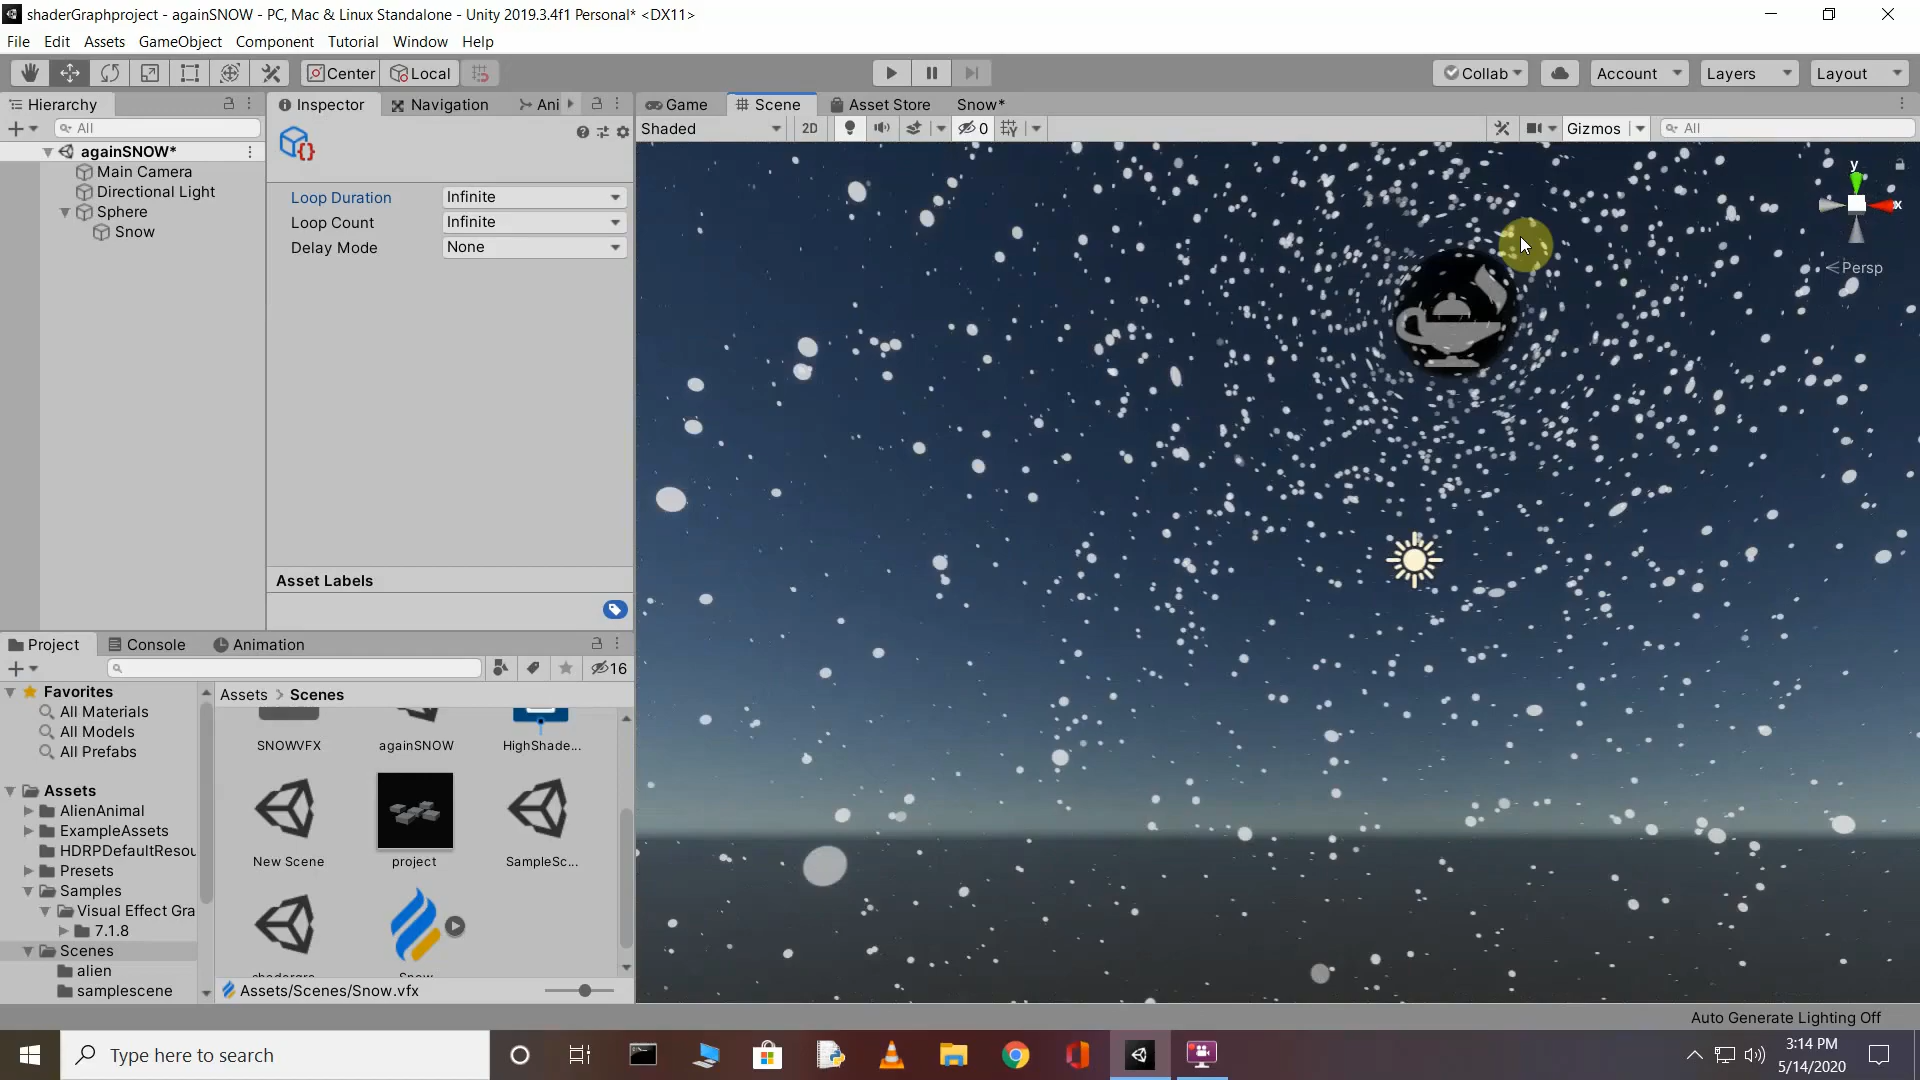 shaderGraphproject - againSNOW - PC, Mac & Linux Standalone - Unity 2019.3.4f1 Personal* <DX11>
File Edit Assets GameObject Component Tutorial Window Help
Center Local Collab Account Layers Layout
Hierarchy Inspector Navigation Ani Game Scene Asset Store Snow*
All Shaded 2D 0 Gizmos All
againSNOW*
Main Camera
Directional Light
Sphere
Snow
Loop Duration Infinite
Loop Count Infinite
Delay Mode None
y
x
Persp
Asset Labels
Project Console Animation
16
Favorites
All Materials
All Models
All Prefabs
Assets
AlienAnimal
ExampleAssets
HDRPDefaultResou
Presets
Samples
Visual Effect Gra
7.1.8
Scenes
alien
samplescene
Assets > Scenes
SNOWVFX againSNOW HighShade...
New Scene project SampleSc...
Assets/Scenes/Snow.vfx
Auto Generate Lighting Off
Type here to search
3:14 PM
5/14/2020